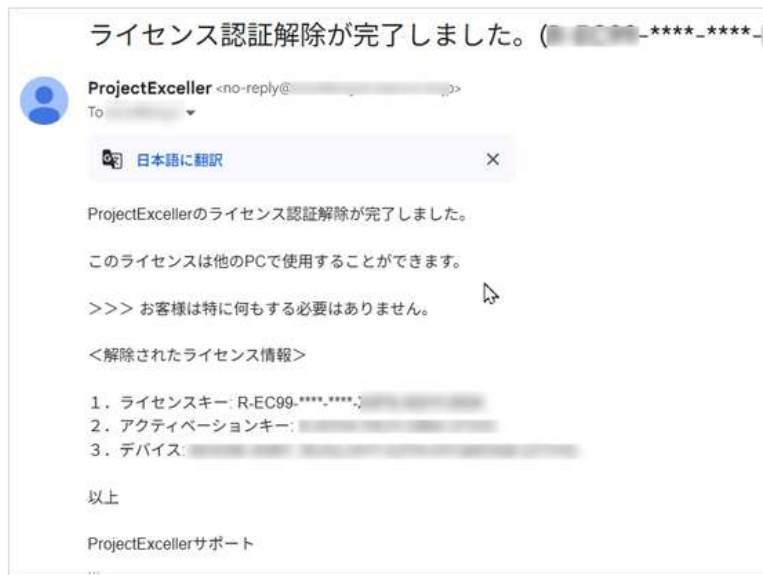 ライセンス認証解除が完了しました。( -****-****-
ProjectExceller <no-reply@
To
日本語に翻訳
ProjectExcellerのライセンス認証解除が完了しました。
このライセンスは他のPCで使用することができます。
>>> お客様は特に何もする必要はありません。
＜解除されたライセンス情報＞
１．ライセンスキー: R-EC99-****-****-
２．アクティベーションキー:
３．デバイス:
以上
ProjectExcellerサポート
...